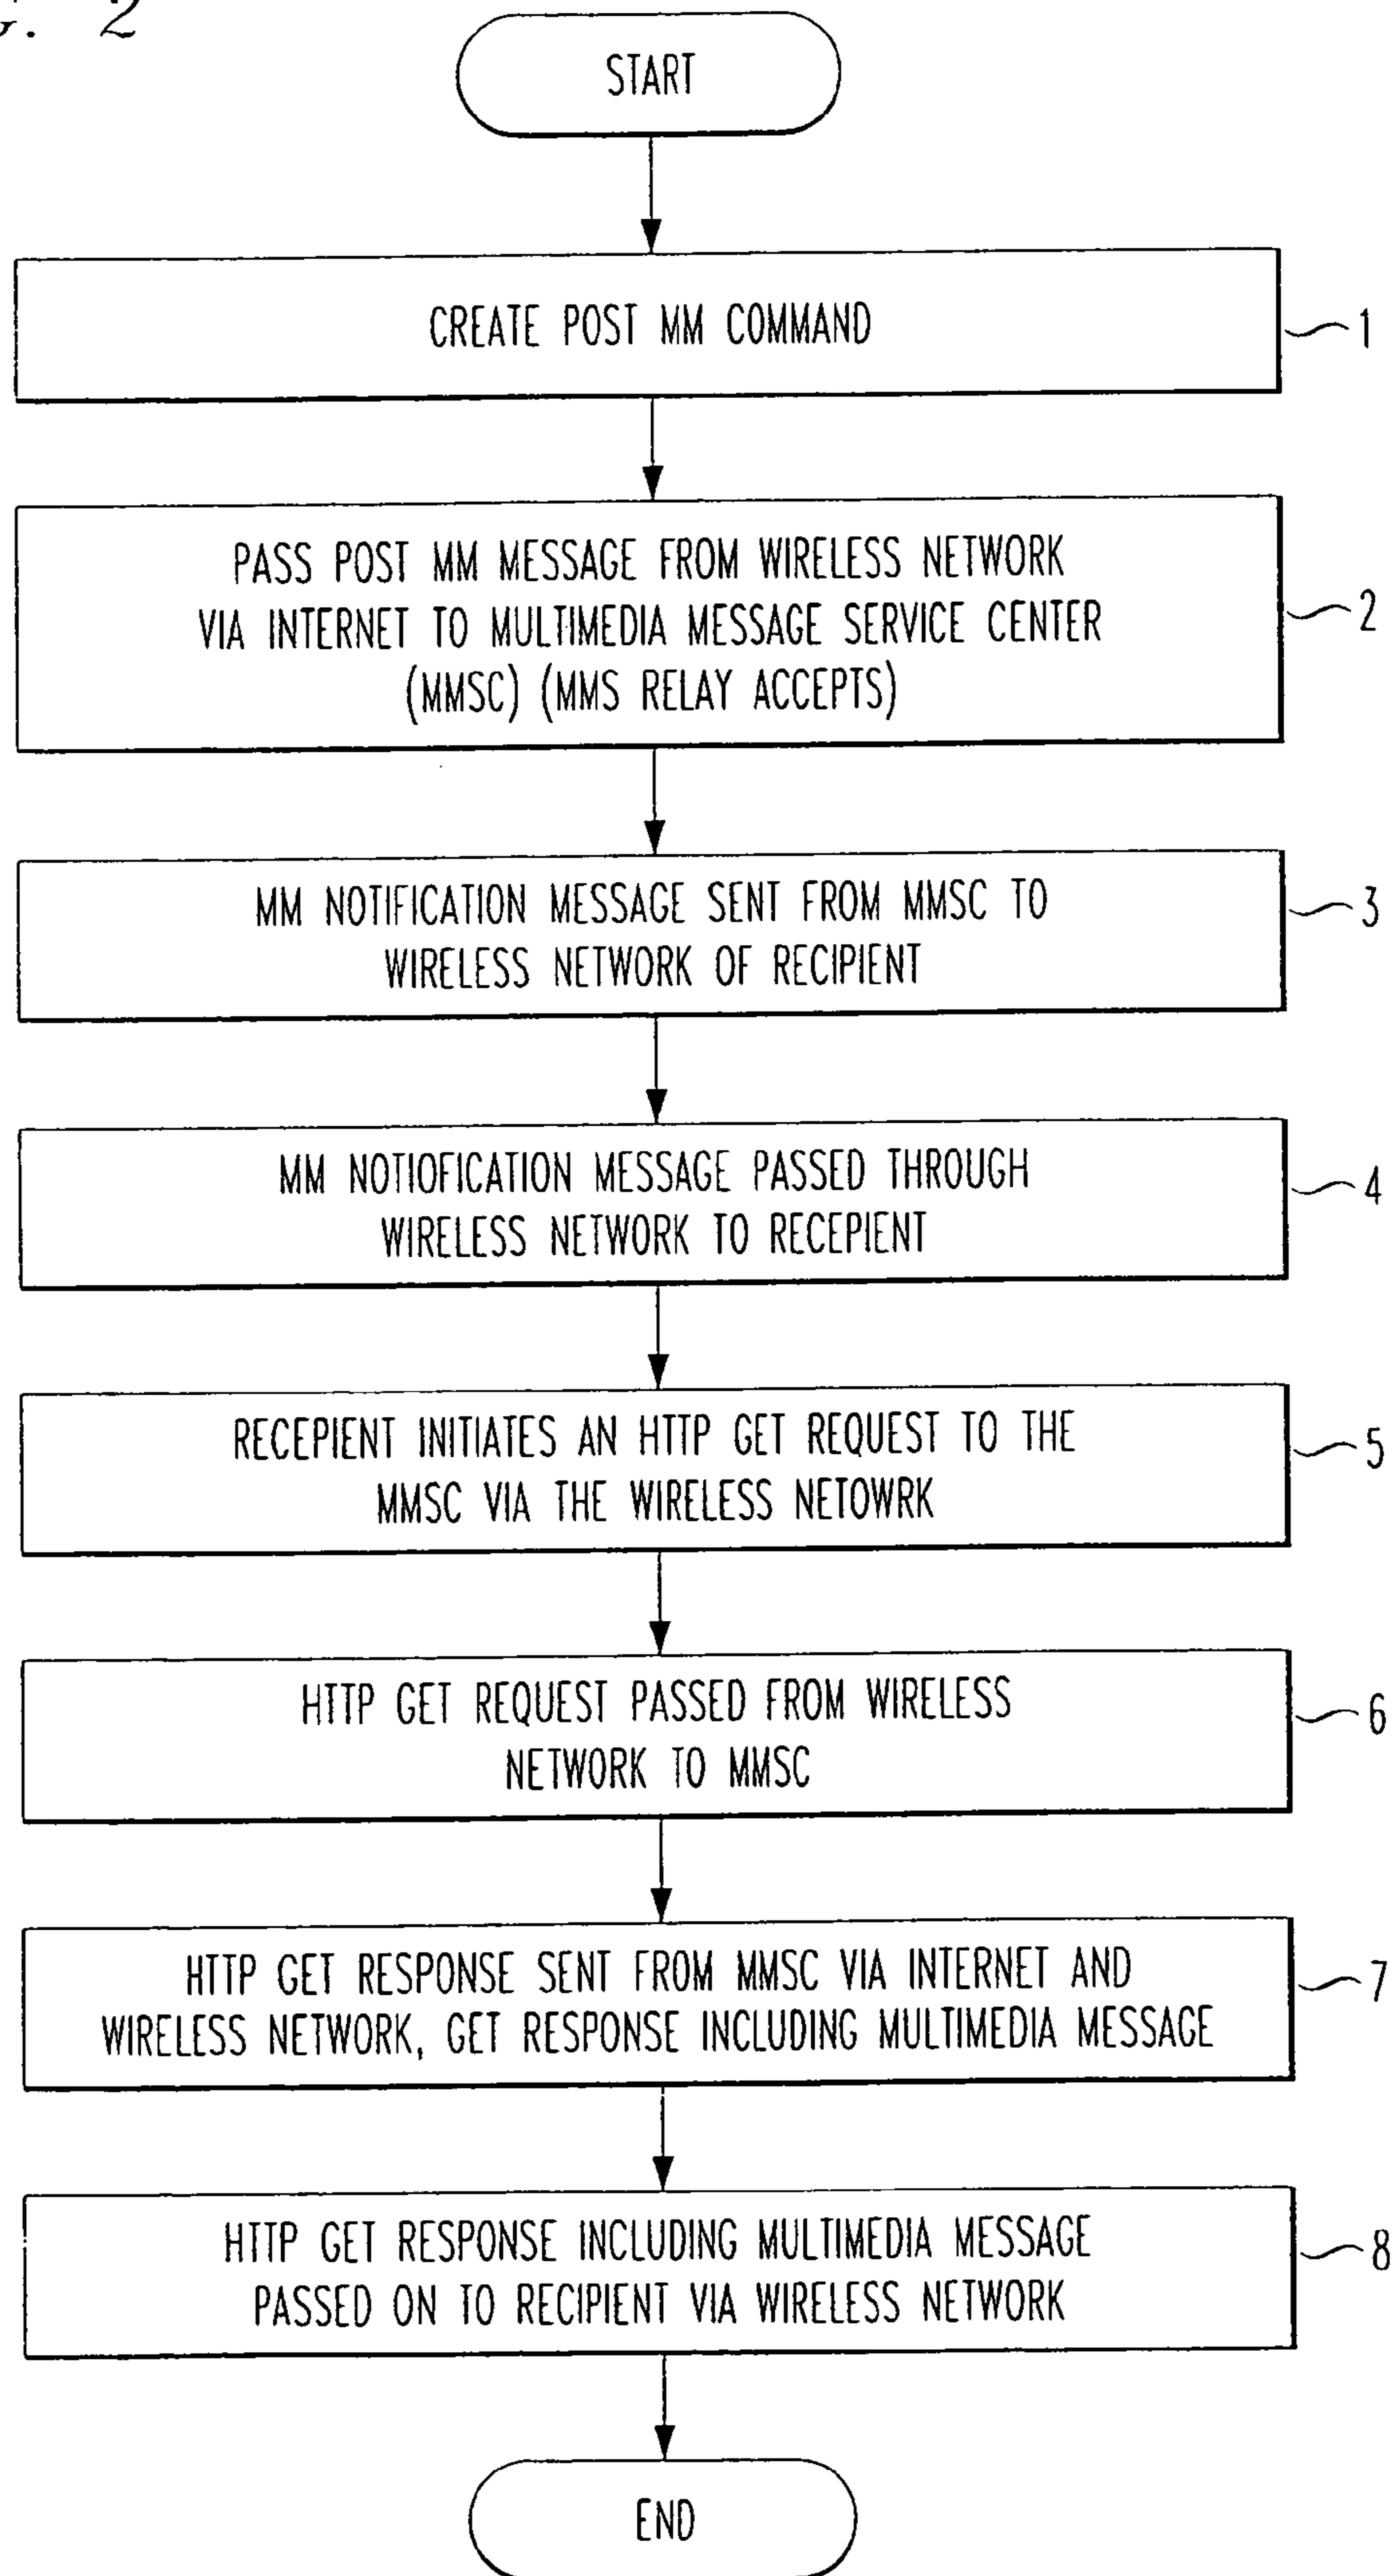 G. 2
START
CREATE POST MM COMMAND
1
PASS POST MM MESSAGE FROM WIRELESS NETWORK
VIA INTERNET TO MULTIMEDIA MESSAGE SERVICE CENTER
(MMSC) (MMS RELAY ACCEPTS)
2
MM NOTIFICATION MESSAGE SENT FROM MMSC TO
WIRELESS NETWORK OF RECIPIENT
3
MM NOTIOFICATION MESSAGE PASSED THROUGH
WIRELESS NETWORK TO RECEPIENT
4
RECEPIENT INITIATES AN HTTP GET REQUEST TO THE
MMSC VIA THE WIRELESS NETOWRK
5
HTTP GET REQUEST PASSED FROM WIRELESS
NETWORK TO MMSC
6
HTTP GET RESPONSE SENT FROM MMSC VIA INTERNET AND
WIRELESS NETWORK, GET RESPONSE INCLUDING MULTIMEDIA MESSAGE
7
HTTP GET RESPONSE INCLUDING MULTIMEDIA MESSAGE
PASSED ON TO RECIPIENT VIA WIRELESS NETWORK
8
END